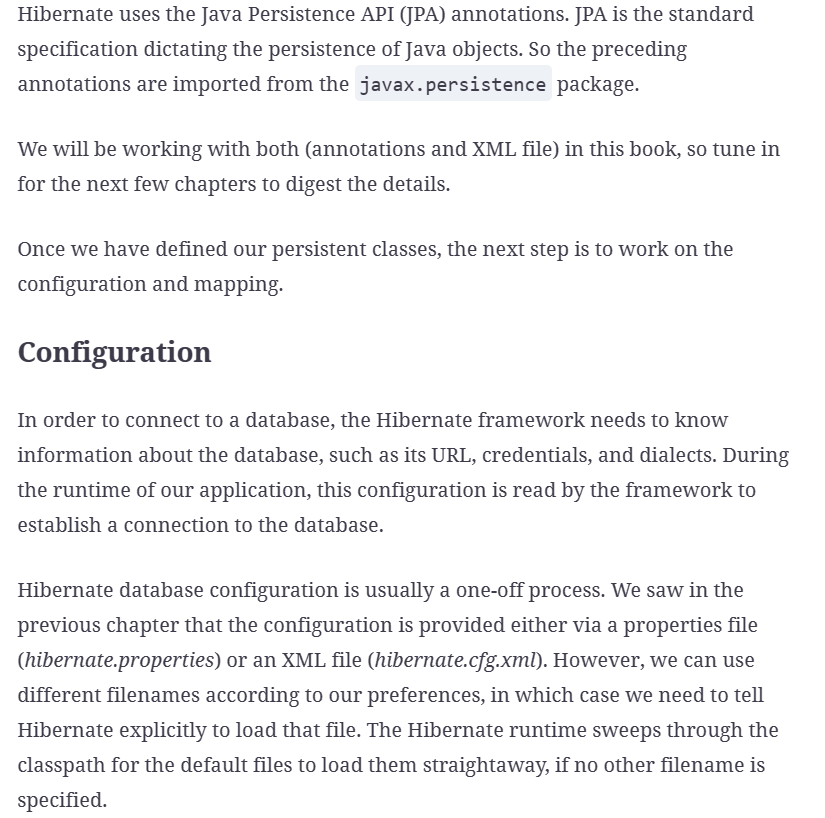 Hibernate uses the Java Persistence API (JPA) annotations. JPA is the standard
specification dictating the persistence of Java objects. So the preceding
annotations are imported from the javax.persistence package.
We will be working with both (annotations and XML file) in this book, so tune in
for the next few chapters to digest the details.
Once we have defined our persistent classes, the next step is to work on the
configuration and mapping.
Configuration
In order to connect to a database, the Hibernate framework needs to know
information about the database, such as its URL, credentials, and dialects. During
the runtime of our application, this configuration is read by the framework to
establish a connection to the database.
Hibernate database configuration is usually a one-off process. We saw in the
previous chapter that the configuration is provided either via a properties file
(hibernate.properties) or an XML file (hibernate.cfg.xml). However, we can use
different filenames according to our preferences, in which case we need to tell
Hibernate explicitly to load that file. The Hibernate runtime sweeps through the
classpath for the default files to load them straightaway, if no other filename is
specified.